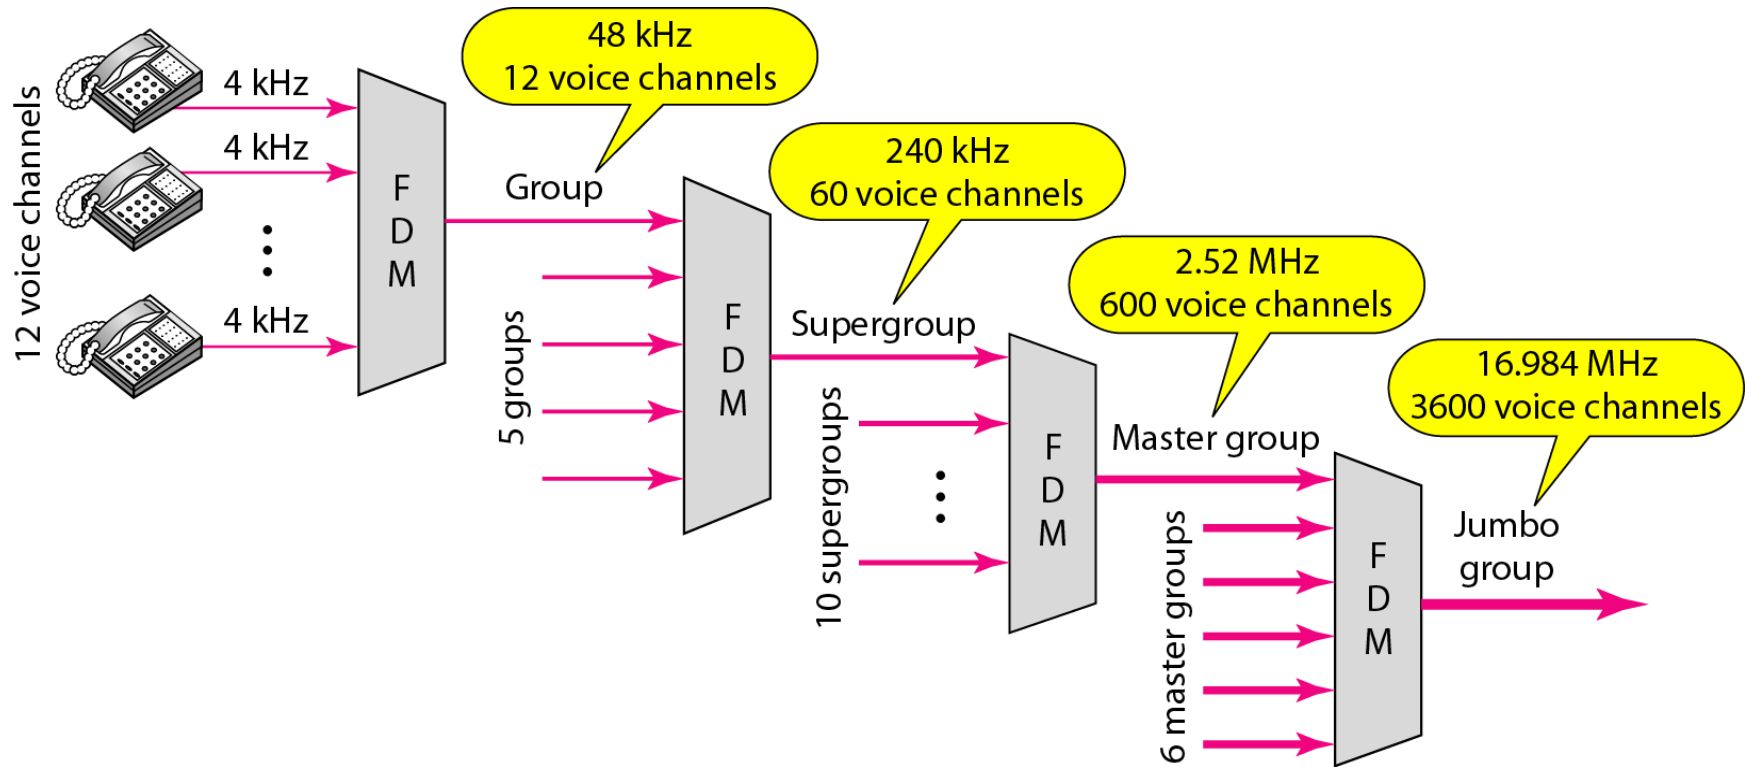 12 voice channels
4 kHz
4 kHz
4 kHz
F
D
M
48 kHz
12 voice channels
Group
5 groups
F
D
M
240 kHz
60 voice channels
Supergroup
10 supergroups
F
D
M
2.52 MHz
600 voice channels
Master group
6 master groups
F
D
M
16.984 MHz
3600 voice channels
Jumbo
group